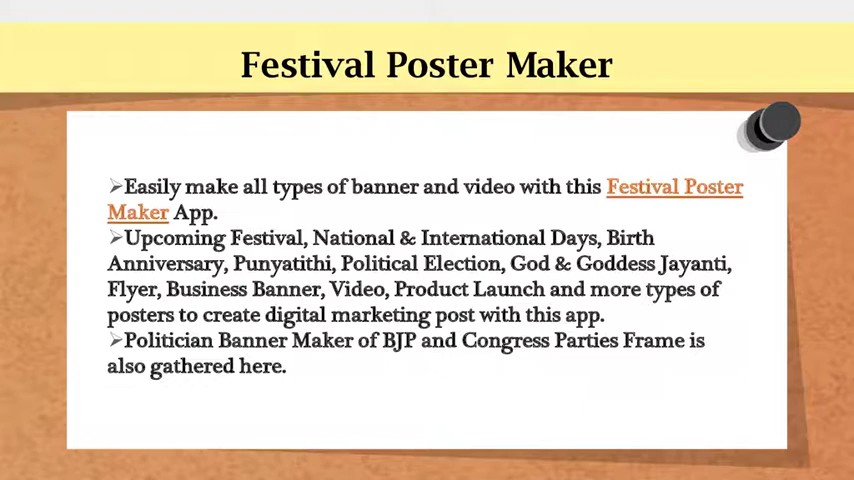 Festival Poster Maker
➢Easily make all types of banner and video with this Festival Poster
Maker App.
➢Upcoming Festival, National & International Days, Birth
Anniversary, Punyatithi, Political Election, God & Goddess Jayanti,
Flyer, Business Banner, Video, Product Launch and more types of
posters to create digital marketing post with this app.
➢Politician Banner Maker of BJP and Congress Parties Frame is
also gathered here.